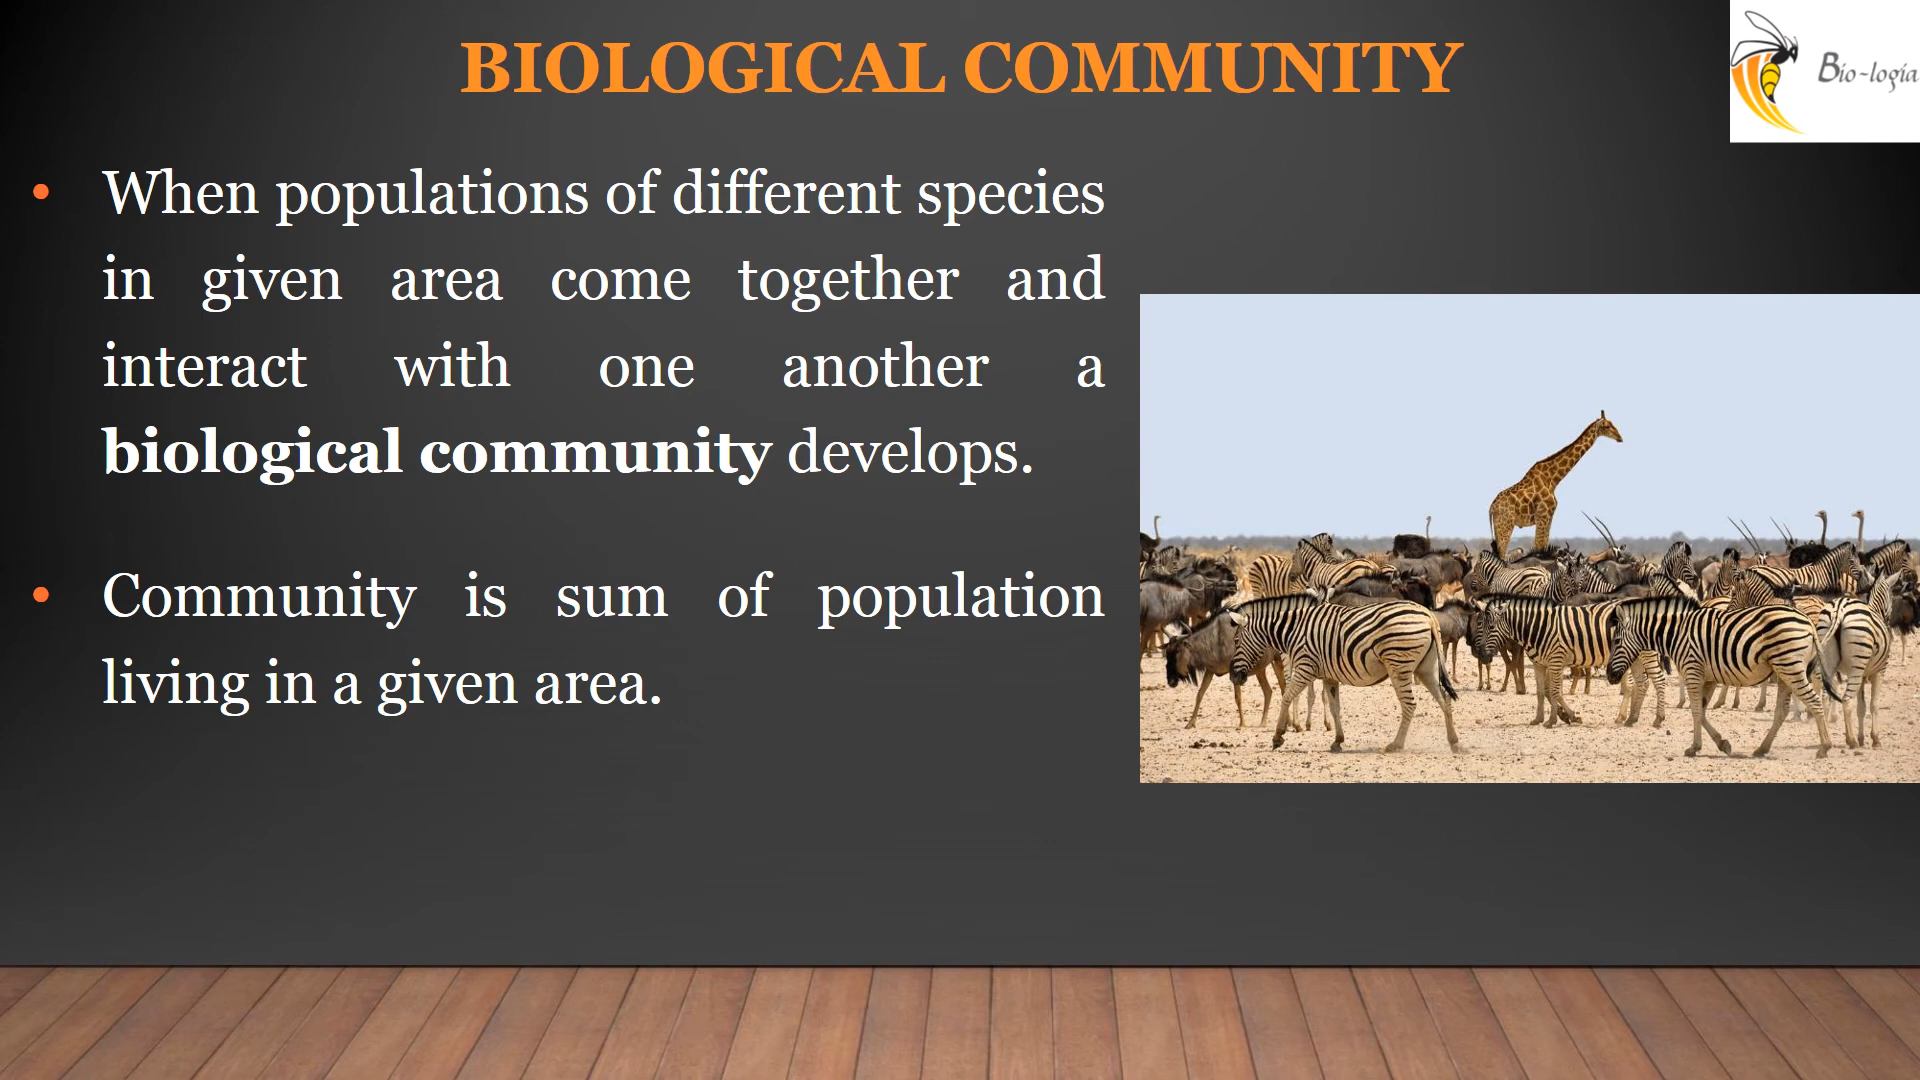 BIOLOGICAL COMMUNITY
Bio-logia
• When populations of different species
in given area come together and
interact with one another a
biological community develops.
• Community is sum of population
living in a given area.